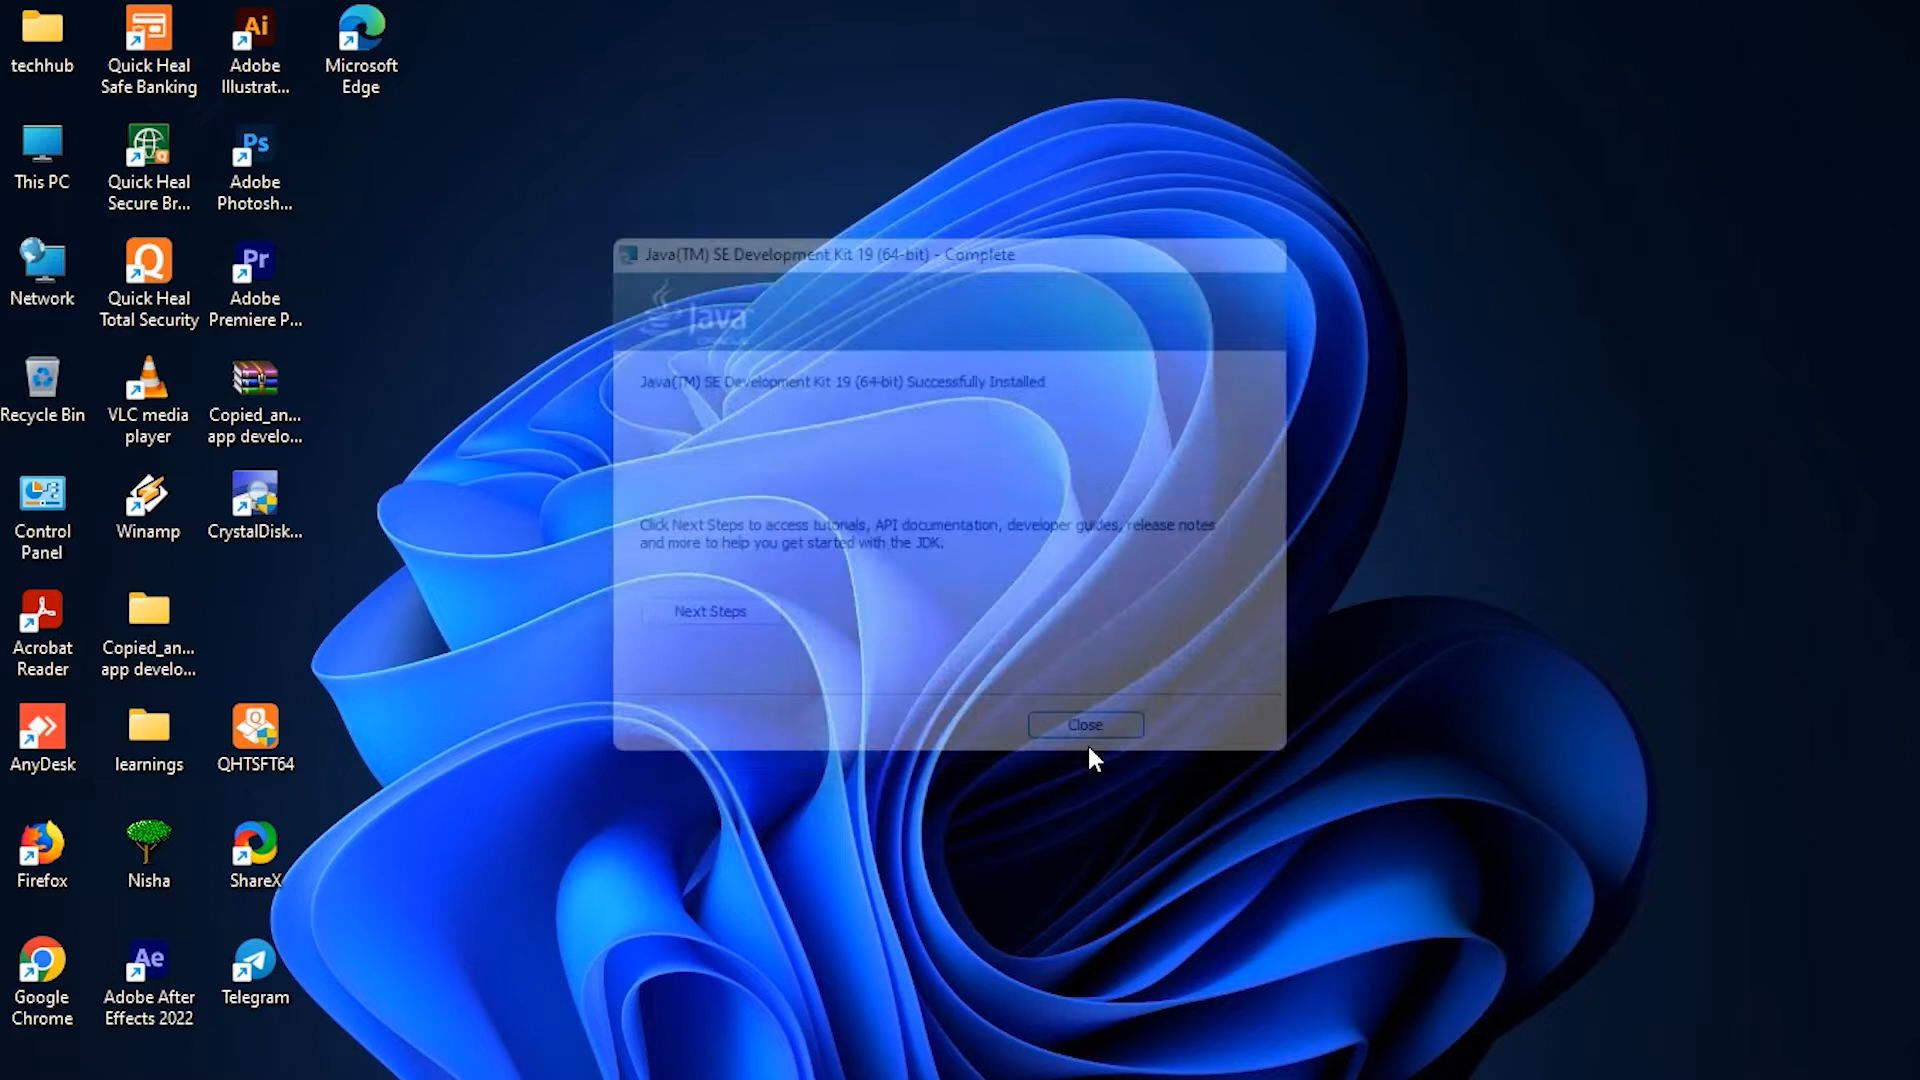 techhub
Quick Heal
Safe Banking
Ai
Adobe
Illustrat...
Microsoft
Edge
This PC
Quick Heal
Secure Br...
Ps
Adobe
Photosh...
Network
Quick Heal
Total Security
Pr
Adobe
Premiere P...
Recycle Bin
VLC media
player
Copied_an...
app develo...
Control
Panel
Winamp
CrystalDisk...
Acrobat
Reader
Copied_an...
app develo...
AnyDesk
learnings
QHTSFT64
Firefox
Nisha
ShareX
Google
Chrome
Ae
Adobe After
Effects 2022
Telegram
Java(TM) SE Development Kit 19 (64-bit) - Complete
Java
ORACLE
Java(TM) SE Development Kit 19 (64-bit) Successfully Installed
Click Next Steps to access tutorials, API documentation, developer guides, release notes
and more to help you get started with the JDK.
Next Steps
Close